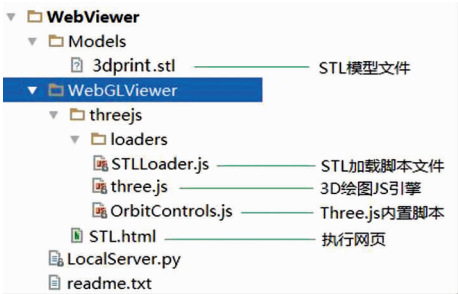 WebViewer
Models
3dprint.stl STL模型文件
WebGLViewer
threejs
loaders
STLLoader.js STL加载脚本文件
three.js 3D绘图JS引擎
OrbitControls.js Three.js内置脚本
STL.html 执行网页
LocalServer.py
readme.txt